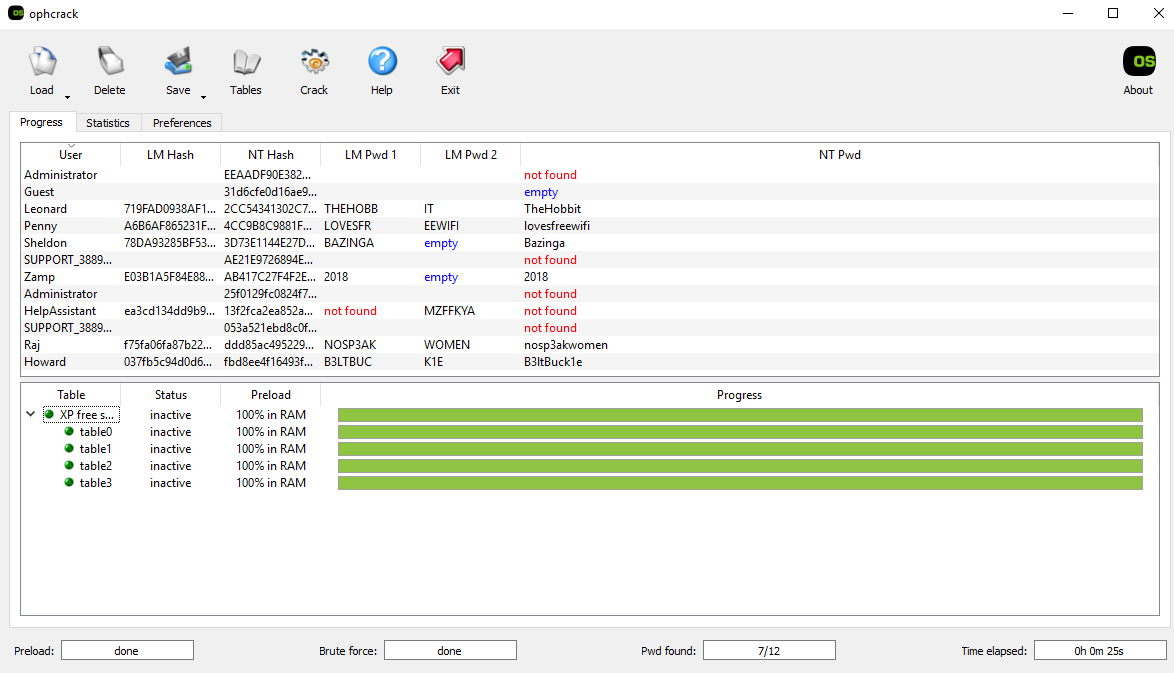 OS ophcrack
Load Delete Save Tables Crack Help Exit OS About
Progress Statistics Preferences
User LM Hash NT Hash LM Pwd 1 LM Pwd 2 NT Pwd
Administrator EEAADF90E382... not found
Guest 31d6cfe0d16ae9... empty
Leonard 719FAD0938AF1... 2CC54341302C7... THEHOBB IT TheHobbit
Penny A6B6AF865231F... 4CC9B8C9881F... LOVESFR EEWIFI lovesfreewifi
Sheldon 78DA93285BF53... 3D73E1144E27D... BAZINGA empty Bazinga
SUPPORT_3889... AE21E9726894E... not found
Zamp E03B1A5F84E88... AB417C27F4F2E... 2018 empty 2018
Administrator 25f0129fc0824f7... not found
HelpAssistant ea3cd134dd9b9... 13f2fca2ea852a... not found MZFFKYA not found
SUPPORT_3889... 053a521ebd8c0f... not found
Raj f75fa06fa87b22... ddd85ac495229... NOSP3AK WOMEN nosp3akwomen
Howard 037fb5c94d0d6... fbd8ee4f16493f... B3LTBUC K1E B3ltBuck1e
Table Status Preload Progress
XP free s... inactive 100% in RAM
table0 inactive 100% in RAM
table1 inactive 100% in RAM
table2 inactive 100% in RAM
table3 inactive 100% in RAM
Preload: done Brute force: done Pwd found: 7/12 Time elapsed: 0h 0m 25s